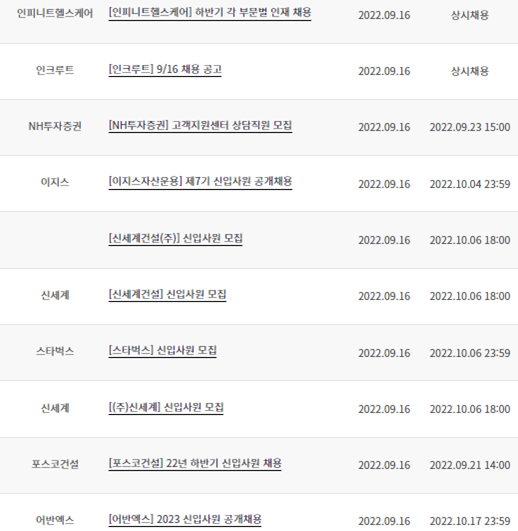 인피니트헬스케어 [인피니트헬스케어] 하반기 각 부문별 인재 채용 2022.09.16 상시채용
인크루트 [인크루트] 9/16 채용 공고 2022.09.16 상시채용
NH투자증권 [NH투자증권] 고객지원센터 상담직원 모집 2022.09.16 2022.09.23 15:00
이지스 [이지스자산운용] 제7기 신입사원 공개채용 2022.09.16 2022.10.04 23:59
[신세계건설(주)] 신입사원 모집 2022.09.16 2022.10.06 18:00
신세계 [신세계건설] 신입사원 모집 2022.09.16 2022.10.06 18:00
스타벅스 [스타벅스] 신입사원 모집 2022.09.16 2022.10.06 23:59
신세계 [(주)신세계] 신입사원 모집 2022.09.16 2022.10.06 18:00
포스코건설 [포스코건설] 22년 하반기 신입사원 채용 2022.09.16 2022.09.21 14:00
어반엑스 [어반엑스] 2023 신입사원 공개채용 2022.09.16 2022.10.17 23:59